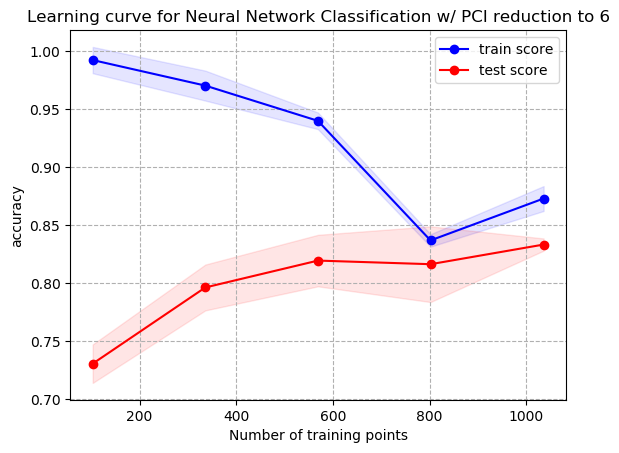 Learning curve for Neural Network Classification w/ PCI reduction to 6
train score
test score
1.00
0.95
0.90
0.85
0.80
0.75
0.70
accuracy
200
400
600
800
1000
Number of training points